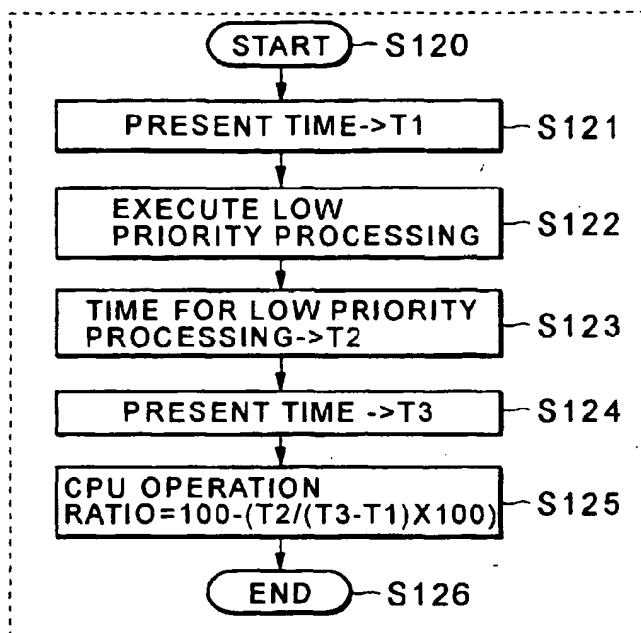 START S120
PRESENT TIME->T1 S121
EXECUTE LOW
PRIORITY PROCESSING S122
TIME FOR LOW PRIORITY
PROCESSING->T2 S123
PRESENT TIME ->T3 S124
CPU OPERATION
RATIO=100-(T2/(T3-T1)X100) S125
END S126